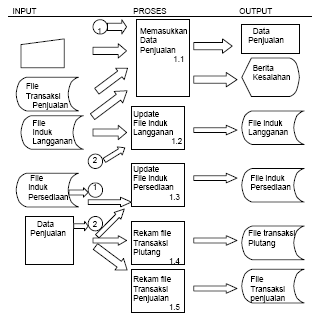 INPUT
PROSES
OUTPUT
1
Memasukkan
Data
Penjualan
1.1
Data
Penjualan
Berita
Kesalahan
File
Transaksi
Penjualan
File
Induk
Langganan
Update
File Induk
Langganan
1.2
File Induk
Langganan
2
File
Induk
Persediaan
1
Update
File Induk
Persediaan
1.3
File Induk
Persediaan
Data
Penjualan
2
Rekam file
Transaksi
Piutang
1.4
File transaksi
Piutang
Rekam file
Transaksi
Penjualan
1.5
File
Transaksi
penjualan